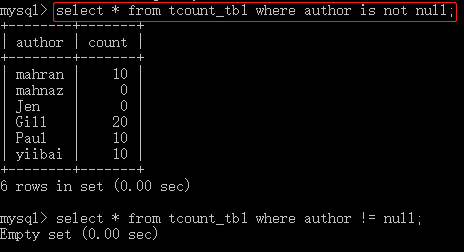 mysql> select * from tcount_tbl where author is not null;
+--------+-------+
| author | count |
+--------+-------+
| mahran | 10 |
| mahnaz | 0 |
| Jen | 0 |
| Gill | 20 |
| Paul | 10 |
| yiibai | 10 |
+--------+-------+
6 rows in set (0.00 sec)
mysql> select * from tcount_tbl where author != null;
Empty set (0.00 sec)